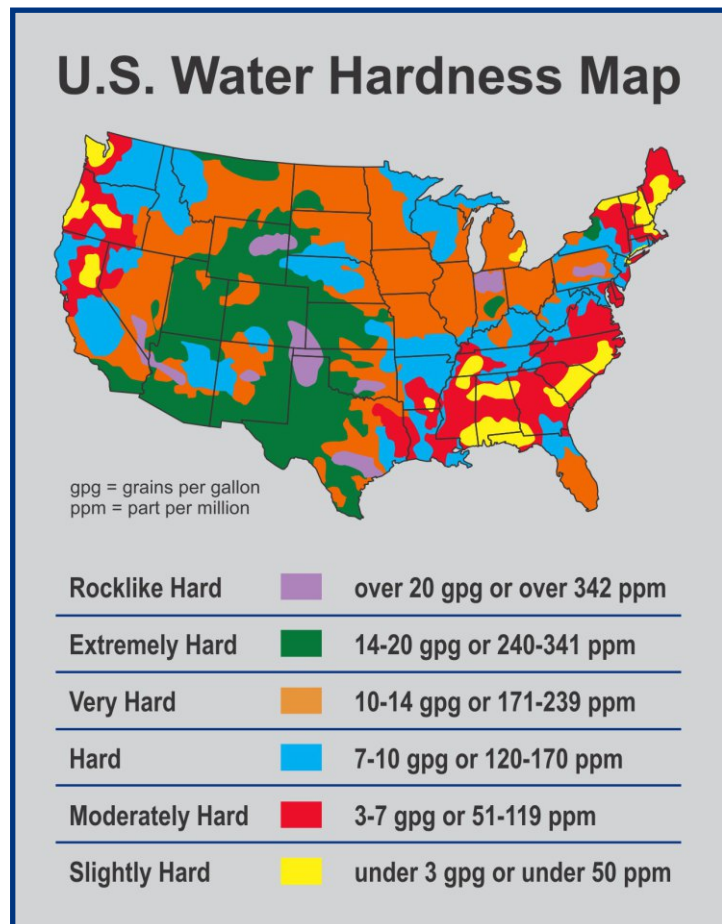 U.S. Water Hardness Map
gpg = grains per gallon
ppm = part per million
Rocklike Hard over 20 gpg or over 342 ppm
Extremely Hard 14-20 gpg or 240-341 ppm
Very Hard 10-14 gpg or 171-239 ppm
Hard 7-10 gpg or 120-170 ppm
Moderately Hard 3-7 gpg or 51-119 ppm
Slightly Hard under 3 gpg or under 50 ppm